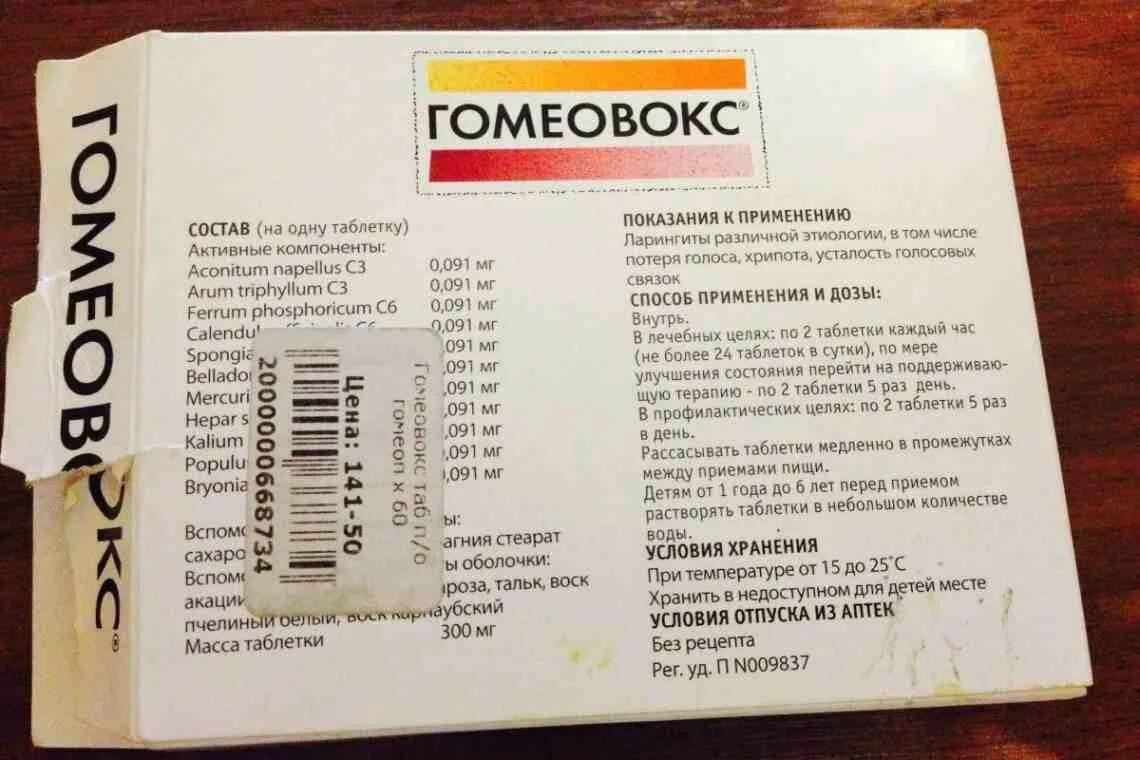 ГОМЕОВОКС®
ГОМЕОВОКС®
СОСТАВ (на одну таблетку)
Активные компоненты:
Aconitum napellus C3 0,091 мг
Arum triphyllum C3 0,091 мг
Ferrum phosphoricum C6 0,091 мг
0,091 мг
Spongia ,091 мг
,091 мг
,091 мг
Hepar s ,091 мг
Kalium ,091 мг
,091 мг
Bryonia ,091 мг
агния стеарат
ы оболочки:
ароза, тальк, воск
пчелиный белый, воск карнаубский
Масса таблетки 300 мг
Гомеовокс таб п/о
гомеоп х 60
Цена: 141-50
2000000668734
ПОКАЗАНИЯ К ПРИМЕНЕНИЮ
Ларингиты различной этиологии, в том числе
потеря голоса, хрипота, усталость голосовых
связок
СПОСОБ ПРИМЕНЕНИЯ И ДОЗЫ:
Внутрь.
В лечебных целях: по 2 таблетки каждый час
(не более 24 таблеток в сутки), по мере
улучшения состояния перейти на поддерживаю-
щую терапию - по 2 таблетки 5 раз день.
В профилактических целях: по 2 таблетки 5 раз
в день.
Рассасывать таблетки медленно в промежутках
между приемами пищи.
Детям от 1 года до 6 лет перед приемом
растворять таблетки в небольшом количестве
воды.
УСЛОВИЯ ХРАНЕНИЯ
При температуре от 15 до 25°С
Хранить в недоступном для детей месте
УСЛОВИЯ ОТПУСКА ИЗ АПТЕК
Без рецепта
Рег. уд. П N009837